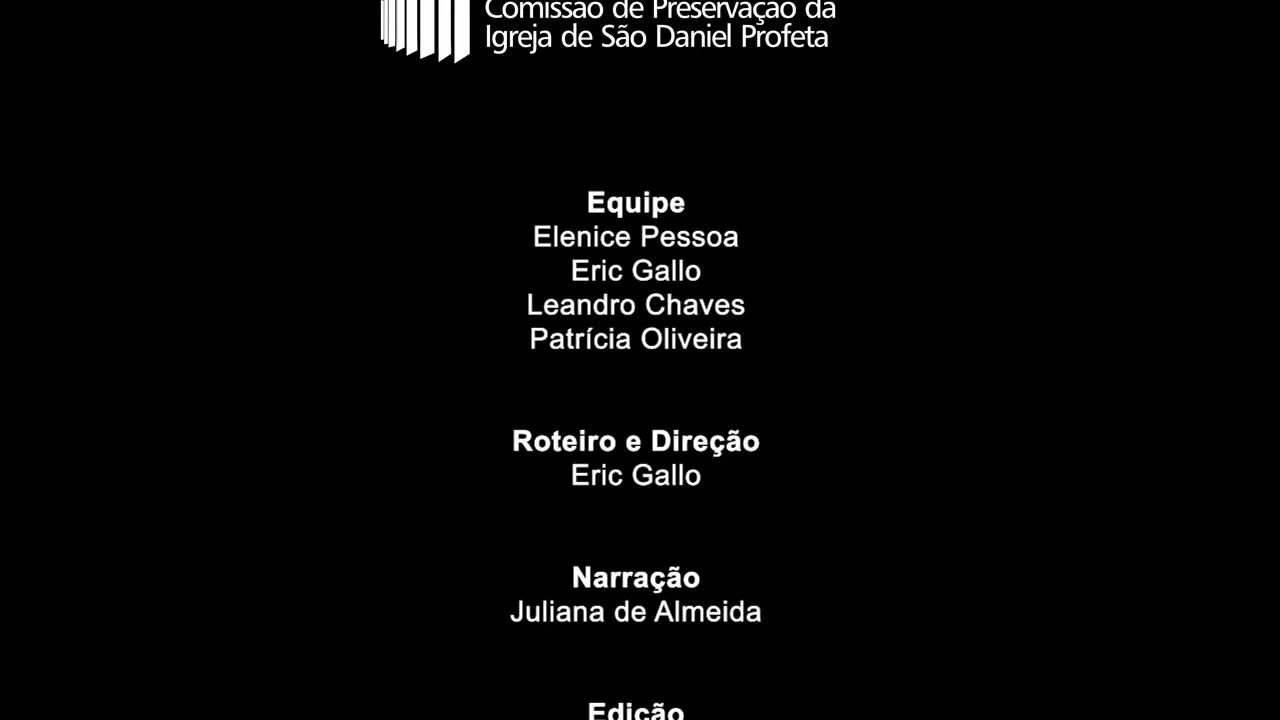 Comissão de Preservação da
Igreja de São Daniel Profeta
Equipe
Elenice Pessoa
Eric Gallo
Leandro Chaves
Patrícia Oliveira
Roteiro e Direção
Eric Gallo
Narração
Juliana de Almeida
Edição